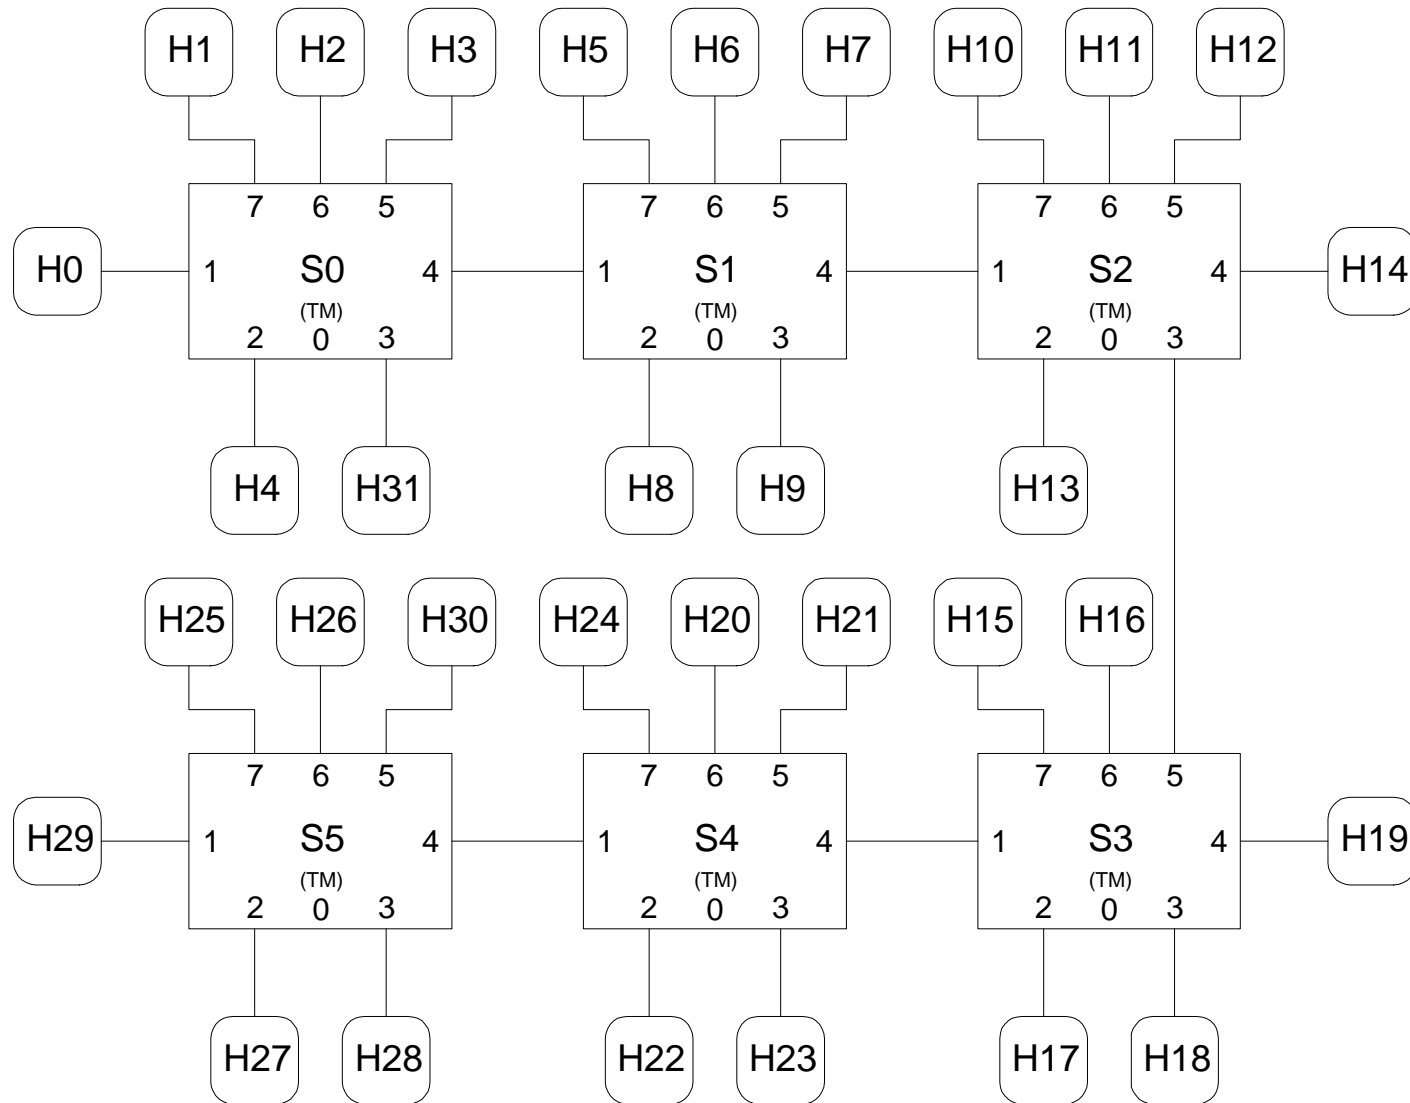 H1 H2 H3 H5 H6 H7 H10 H11 H12
7 6 5 7 6 5 7 6 5
H0 1 S0 4 1 S1 4 1 S2 4 H14
(TM) (TM) (TM)
2 0 3 2 0 3 2 0 3
H4 H31 H8 H9 H13
H25 H26 H30 H24 H20 H21 H15 H16
7 6 5 7 6 5 7 6 5
H29 1 S5 4 1 S4 4 1 S3 4 H19
(TM) (TM) (TM)
2 0 3 2 0 3 2 0 3
H27 H28 H22 H23 H17 H18